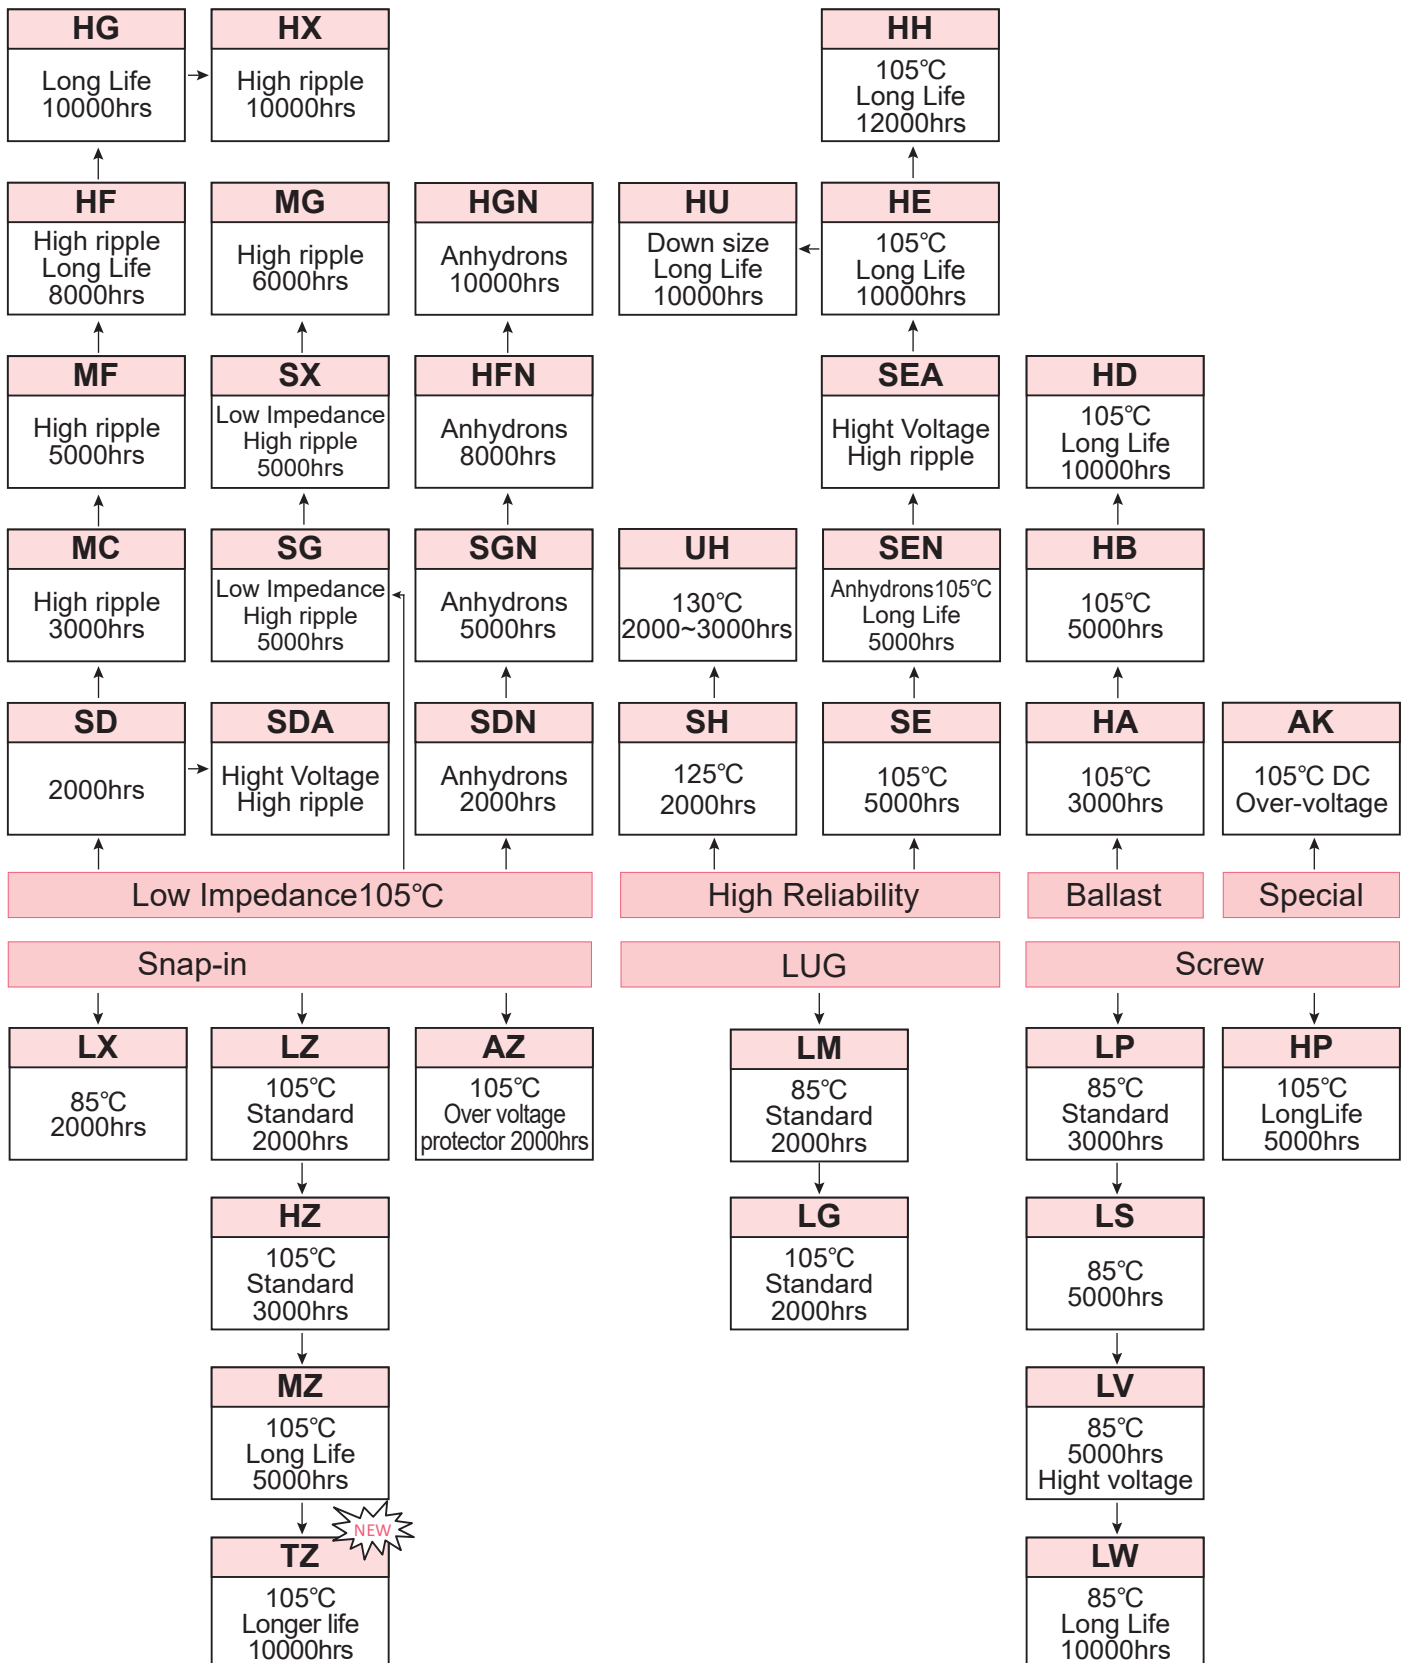 HG
Long Life
10000hrs
HX
High ripple
10000hrs
HH
105℃
Long Life
12000hrs
HF
High ripple
Long Life
8000hrs
MG
High ripple
6000hrs
HGN
Anhydrons
10000hrs
HU
Down size
Long Life
10000hrs
HE
105℃
Long Life
10000hrs
MF
High ripple
5000hrs
SX
Low Impedance
High ripple
5000hrs
HFN
Anhydrons
8000hrs
SEA
Hight Voltage
High ripple
HD
105℃
Long Life
10000hrs
MC
High ripple
3000hrs
SG
Low Impedance
High ripple
5000hrs
SGN
Anhydrons
5000hrs
UH
130℃
2000~3000hrs
SEN
Anhydrons105℃
Long Life
5000hrs
HB
105℃
5000hrs
SD
2000hrs
SDA
Hight Voltage
High ripple
SDN
Anhydrons
2000hrs
SH
125℃
2000hrs
SE
105℃
5000hrs
HA
105℃
3000hrs
AK
105℃ DC
Over-voltage
Low Impedance105℃
High Reliability
Ballast
Special
Snap-in
LUG
Screw
LX
85℃
2000hrs
LZ
105℃
Standard
2000hrs
AZ
105℃
Over voltage
protector 2000hrs
LM
85℃
Standard
2000hrs
LP
85℃
Standard
3000hrs
HP
105℃
LongLife
5000hrs
HZ
105℃
Standard
3000hrs
LG
105℃
Standard
2000hrs
LS
85℃
5000hrs
MZ
105℃
Long Life
5000hrs
LV
85℃
5000hrs
Hight voltage
NEW
TZ
105℃
Longer life
10000hrs
LW
85℃
Long Life
10000hrs